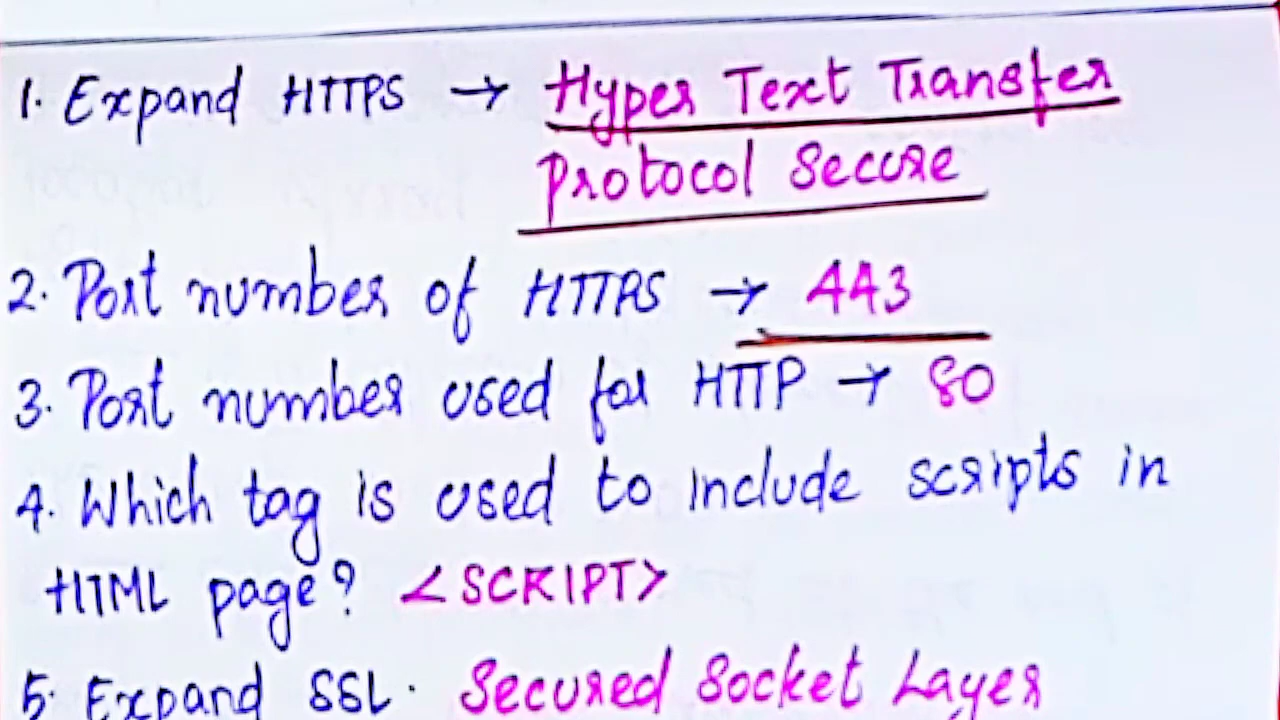 1. Expand HTTPS → Hyper Text Transfer
Protocol Secure
2. Port number of HTTPS → 443
3. Port number used for HTTP → 80
4. Which tag is used to include scripts in
HTML page? <SCRIPT>
5. Expand SSL. Secured Socket Layer